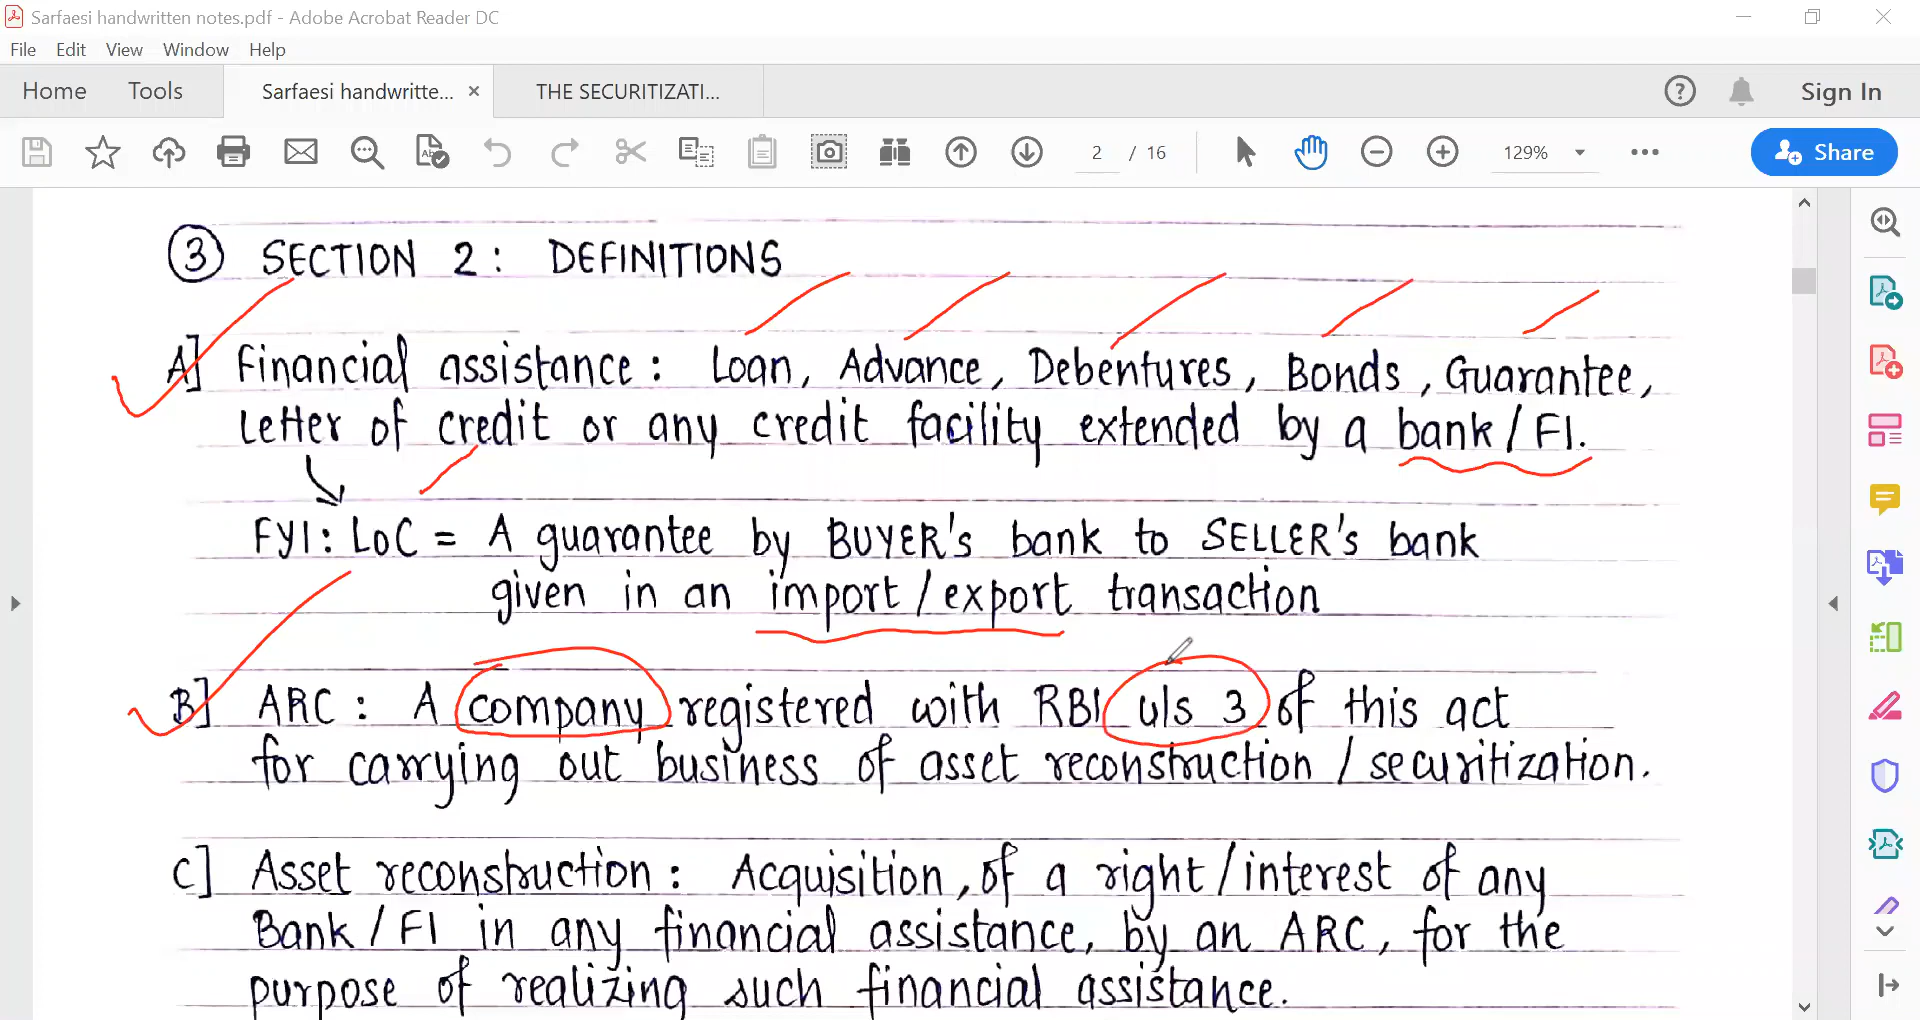 Sarfaesi handwritten notes.pdf - Adobe Acrobat Reader DC
File Edit View Window Help
Home Tools Sarfaesi handwritte... × THE SECURITIZATI... Sign In
2 / 16 129% Share
3 SECTION 2 : DEFINITIONS
A] Financial assistance : Loan, Advance, Debentures, Bonds, Guarantee,
Letter of credit or any credit facility extended by a bank / FI.
FYI: LoC = A guarantee by BUYER's bank to SELLER's bank
given in an import / export transaction
B] ARC : A company registered with RBI u/s 3 of this act
for carrying out business of asset reconstruction / securitization.
C] Asset reconstruction : Acquisition, of a right / interest of any
Bank / FI in any financial assistance, by an ARC, for the
purpose of realizing such financial assistance.